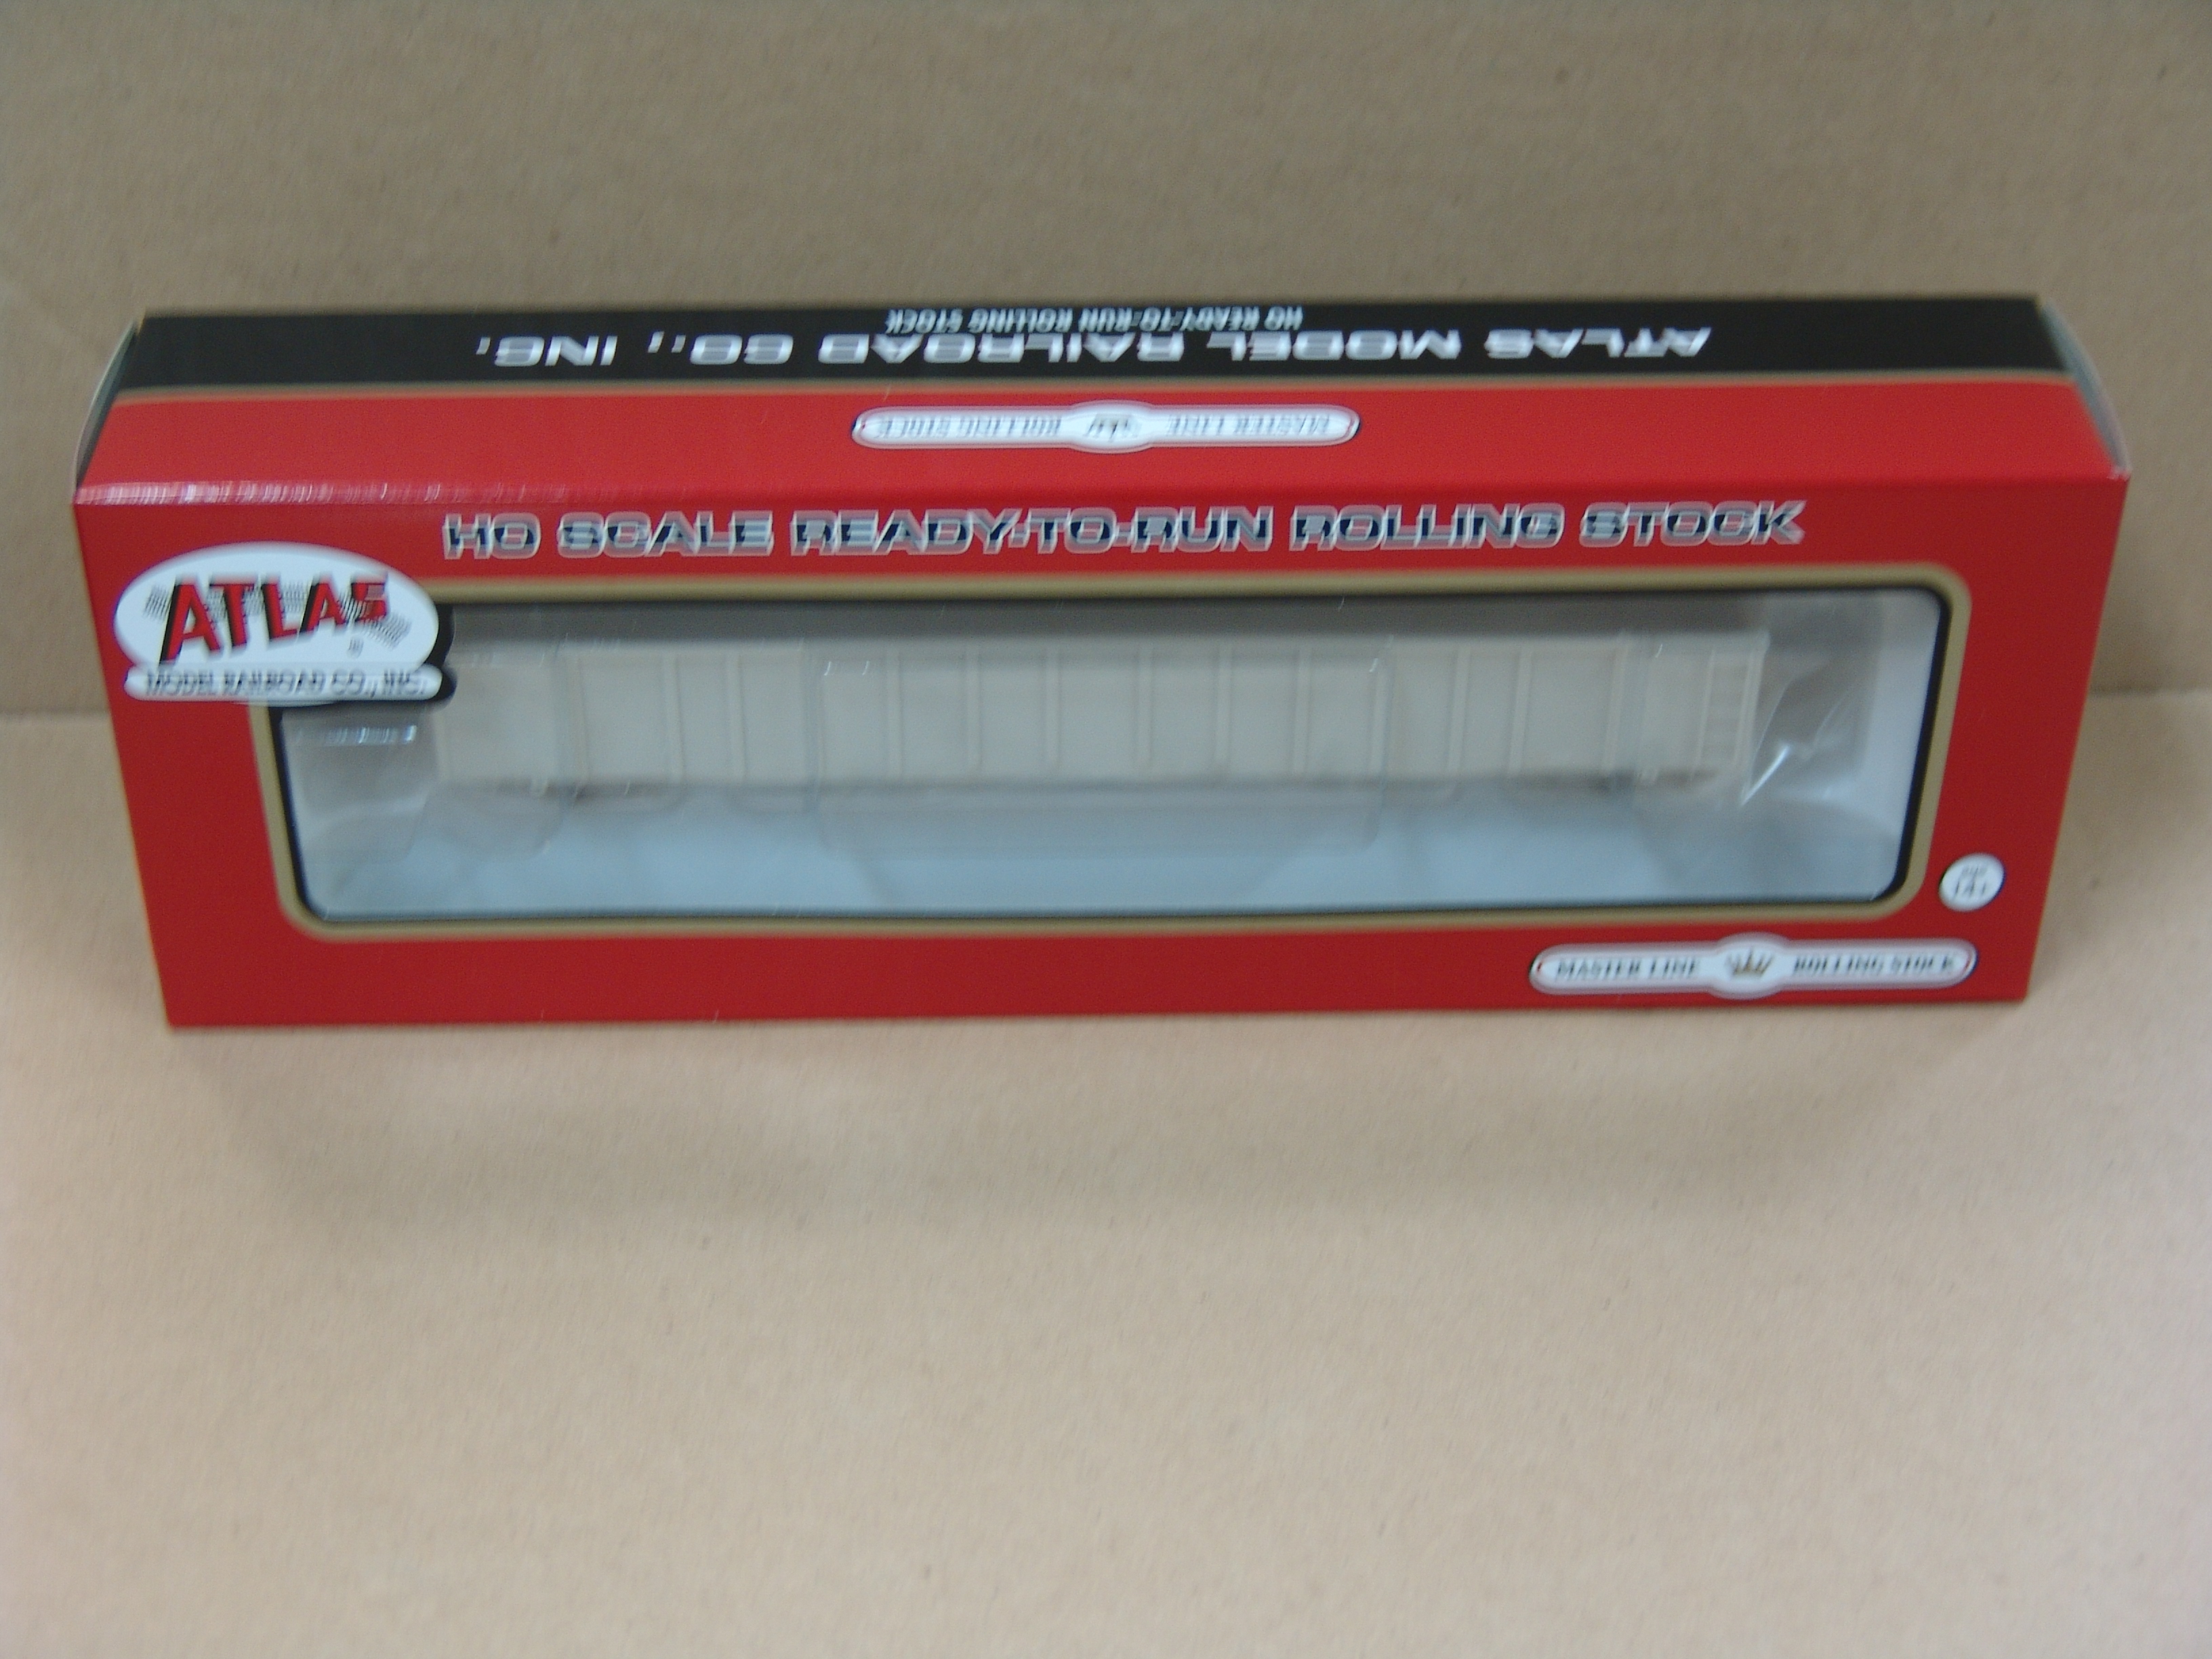 ATLAS MODEL RAILROAD CO., INC.
HO READY-TO-RUN ROLLING STOCK
MASTER LINE ROLLING STOCK
HO SCALE READY-TO-RUN ROLLING STOCK
ATLAS
®
MODEL RAILROAD CO., INC.
14+
MASTER LINE ROLLING STOCK